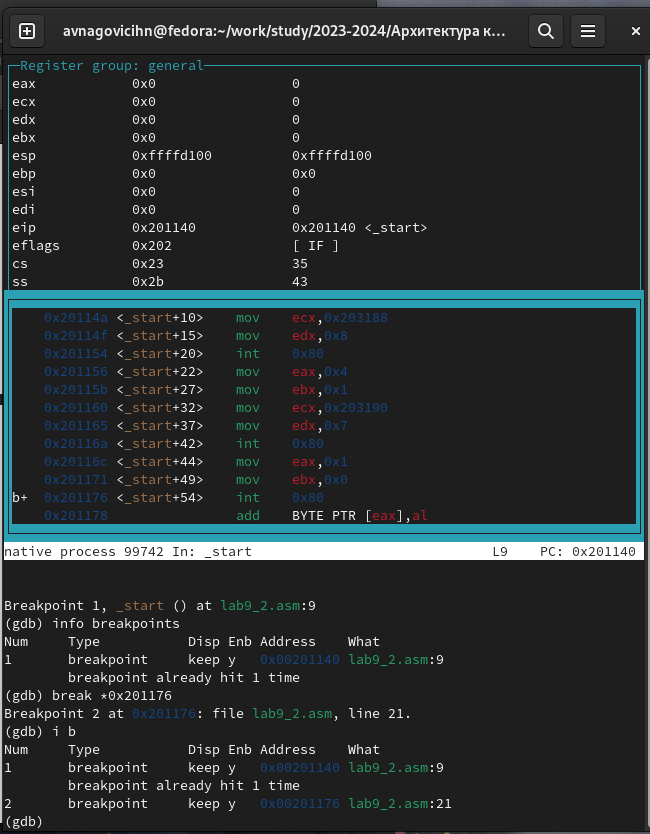 avnagovicihn@fedora:~/work/study/2023-2024/Архитектура к...
Register group: general
eax 0x0 0
ecx 0x0 0
edx 0x0 0
ebx 0x0 0
esp 0xffffd100 0xffffd100
ebp 0x0 0x0
esi 0x0 0
edi 0x0 0
eip 0x201140 0x201140 <_start>
eflags 0x202 [ IF ]
cs 0x23 35
ss 0x2b 43
0x20114a <_start+10> mov ecx,0x203188
0x20114f <_start+15> mov edx,0x8
0x201154 <_start+20> int 0x80
0x201156 <_start+22> mov eax,0x4
0x20115b <_start+27> mov ebx,0x1
0x201160 <_start+32> mov ecx,0x203190
0x201165 <_start+37> mov edx,0x7
0x20116a <_start+42> int 0x80
0x20116c <_start+44> mov eax,0x1
0x201171 <_start+49> mov ebx,0x0
b+ 0x201176 <_start+54> int 0x80
0x201178 add BYTE PTR [eax],al
native process 99742 In: _start L9 PC: 0x201140
Breakpoint 1, _start () at lab9_2.asm:9
(gdb) info breakpoints
Num Type Disp Enb Address What
1 breakpoint keep y 0x00201140 lab9_2.asm:9
breakpoint already hit 1 time
(gdb) break *0x201176
Breakpoint 2 at 0x201176: file lab9_2.asm, line 21.
(gdb) i b
Num Type Disp Enb Address What
1 breakpoint keep y 0x00201140 lab9_2.asm:9
breakpoint already hit 1 time
2 breakpoint keep y 0x00201176 lab9_2.asm:21
(gdb)